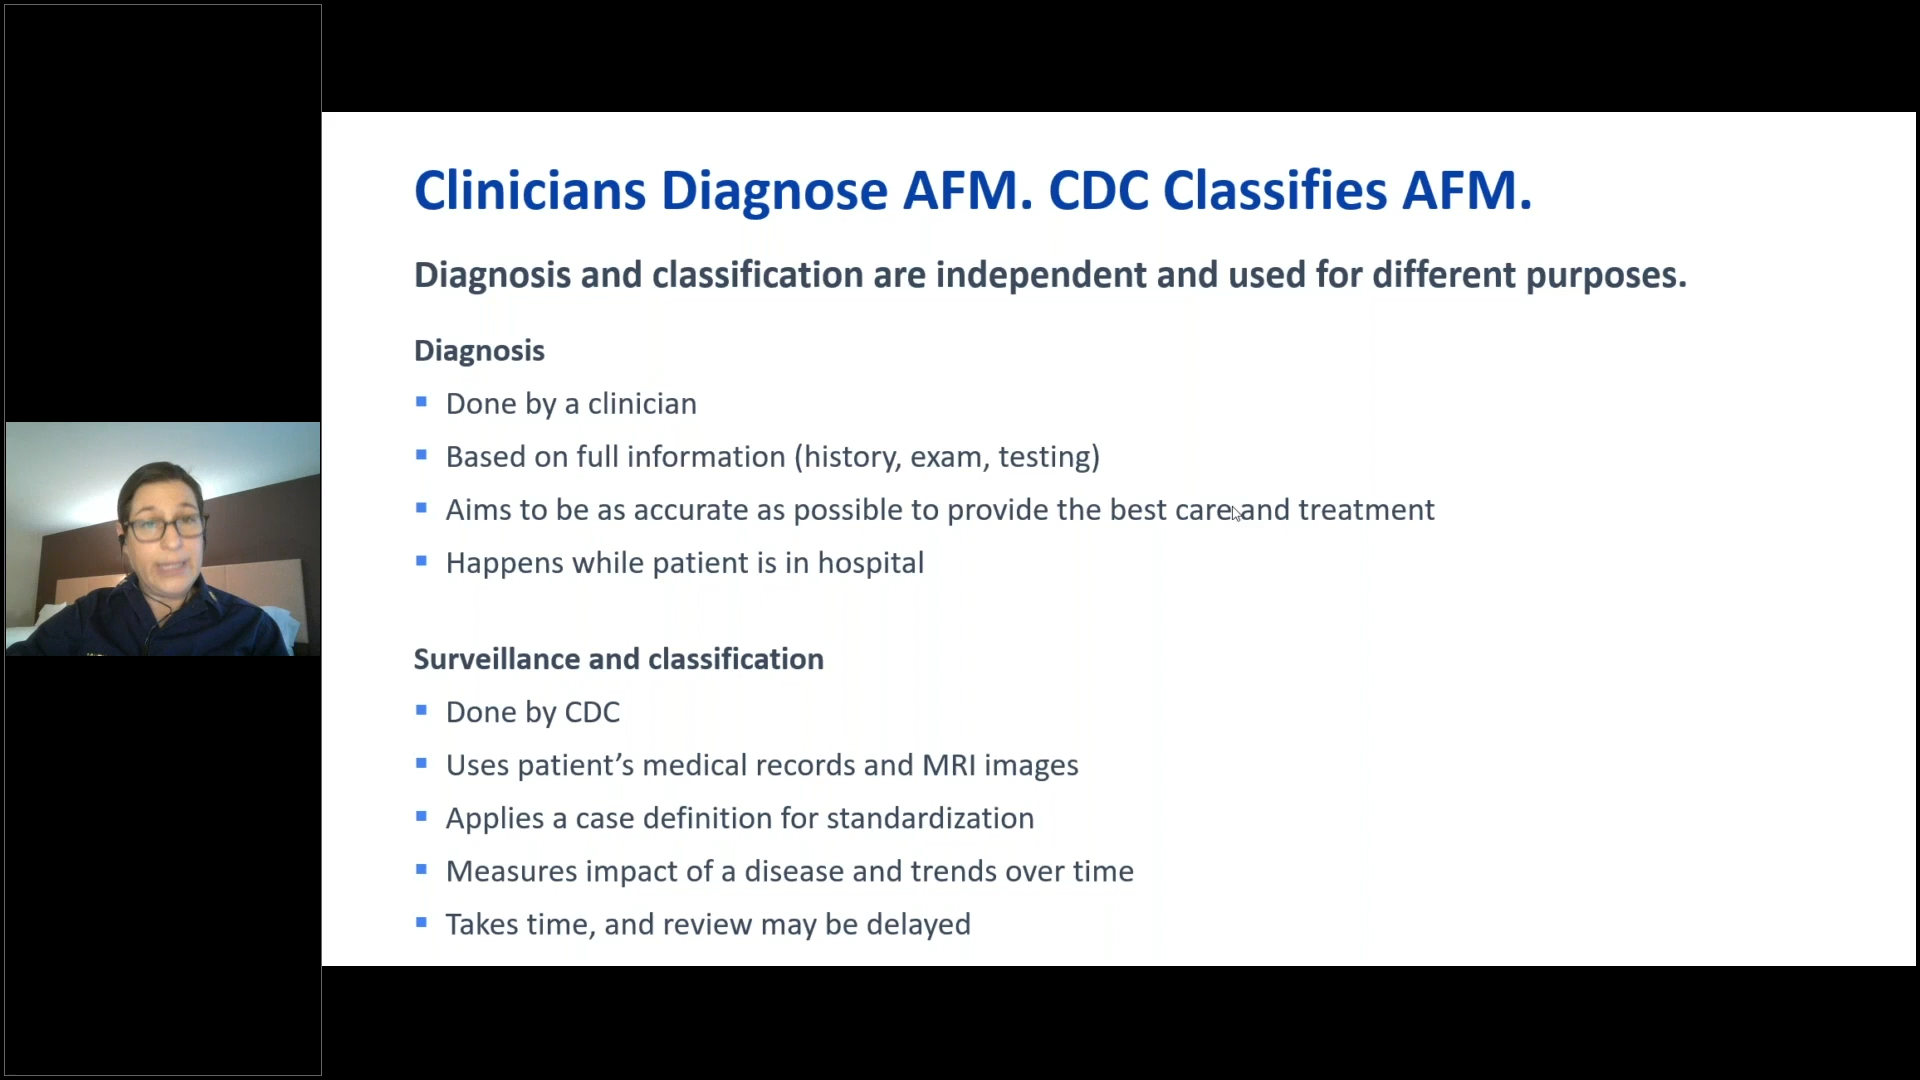 Clinicians Diagnose AFM. CDC Classifies AFM.
Diagnosis and classification are independent and used for different purposes.
Diagnosis
Done by a clinician
Based on full information (history, exam, testing)
Aims to be as accurate as possible to provide the best care and treatment
Happens while patient is in hospital
Surveillance and classification
Done by CDC
Uses patient’s medical records and MRI images
Applies a case definition for standardization
Measures impact of a disease and trends over time
Takes time, and review may be delayed